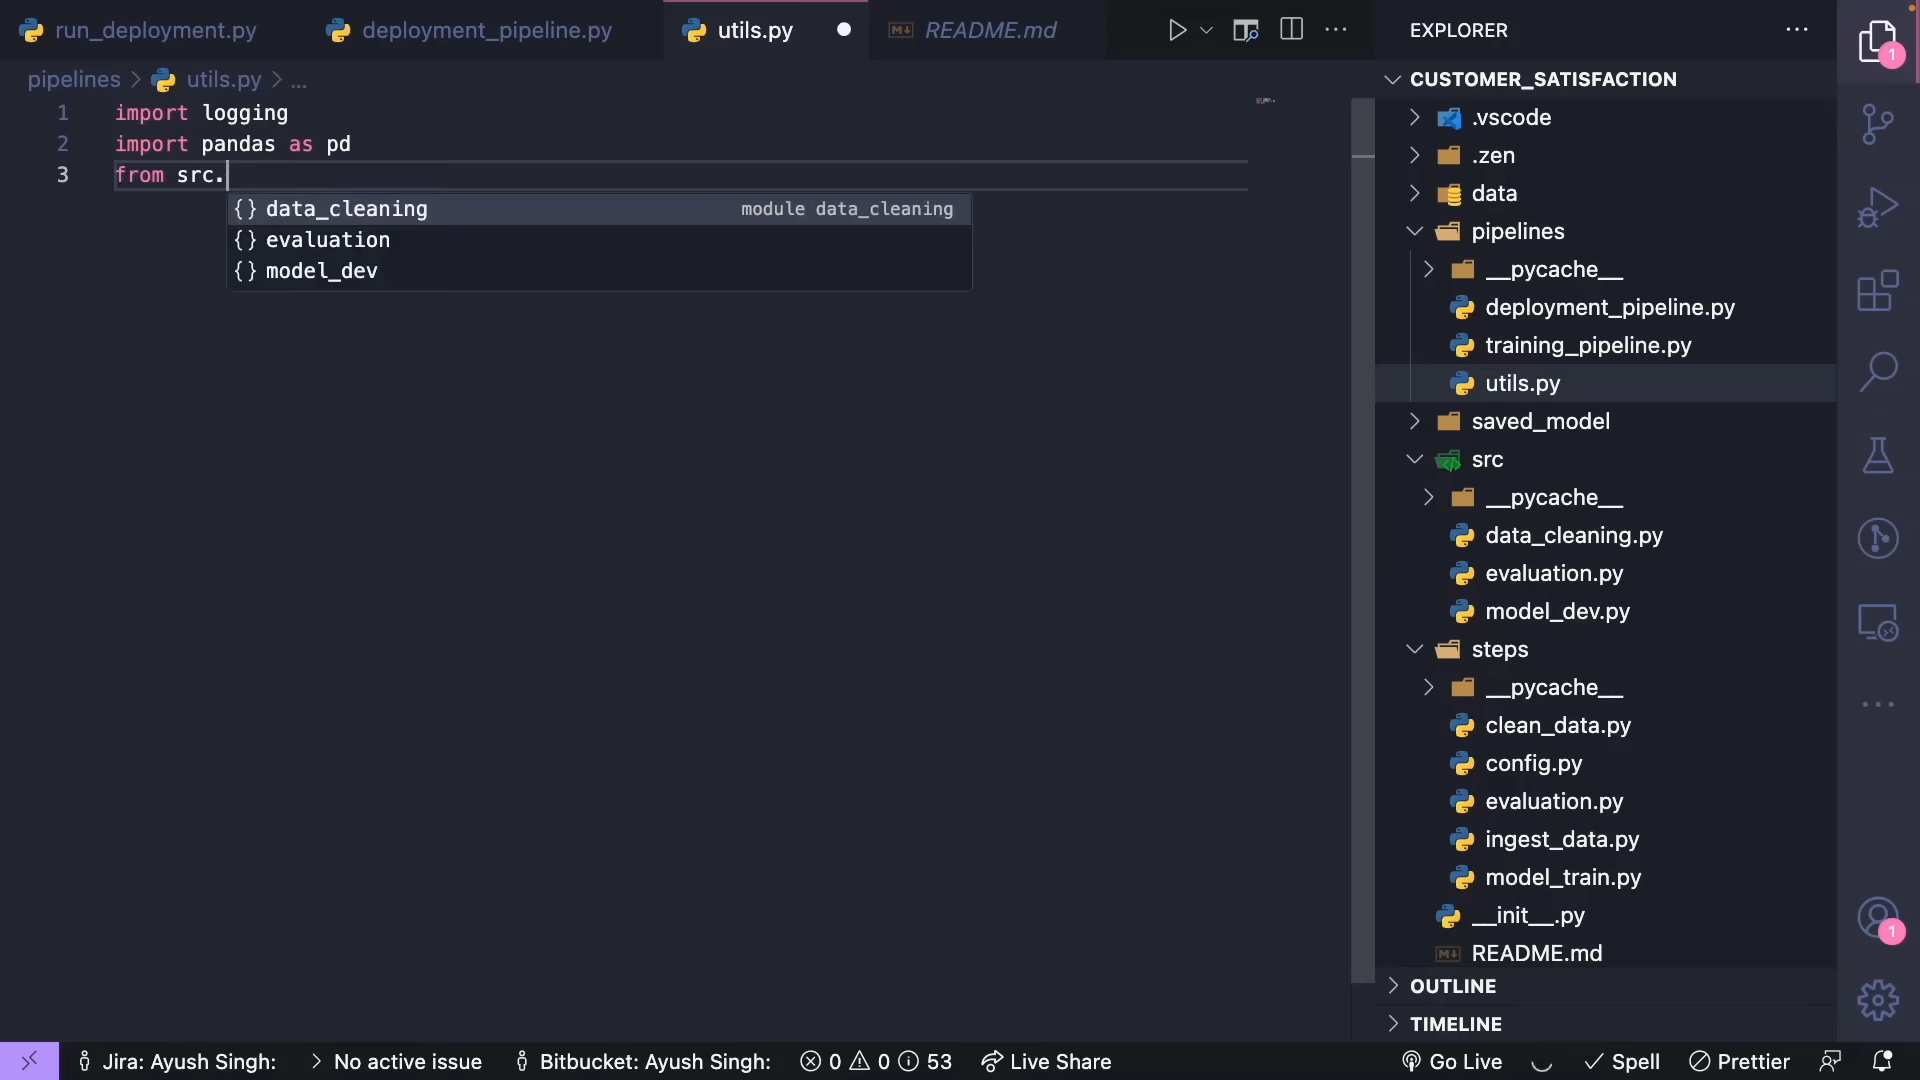 run_deployment.py
deployment_pipeline.py
utils.py
README.md
pipelines > utils.py > ...
1 import logging
2 import pandas as pd
3 from src.
{} data_cleaning module data_cleaning
{} evaluation
{} model_dev
EXPLORER
CUSTOMER_SATISFACTION
.vscode
.zen
data
pipelines
__pycache__
deployment_pipeline.py
training_pipeline.py
utils.py
saved_model
src
__pycache__
data_cleaning.py
evaluation.py
model_dev.py
steps
__pycache__
clean_data.py
config.py
evaluation.py
ingest_data.py
model_train.py
__init__.py
README.md
OUTLINE
TIMELINE
1
1
Jira: Ayush Singh: > No active issue Bitbucket: Ayush Singh: 0 0 53 Live Share Go Live Spell Prettier